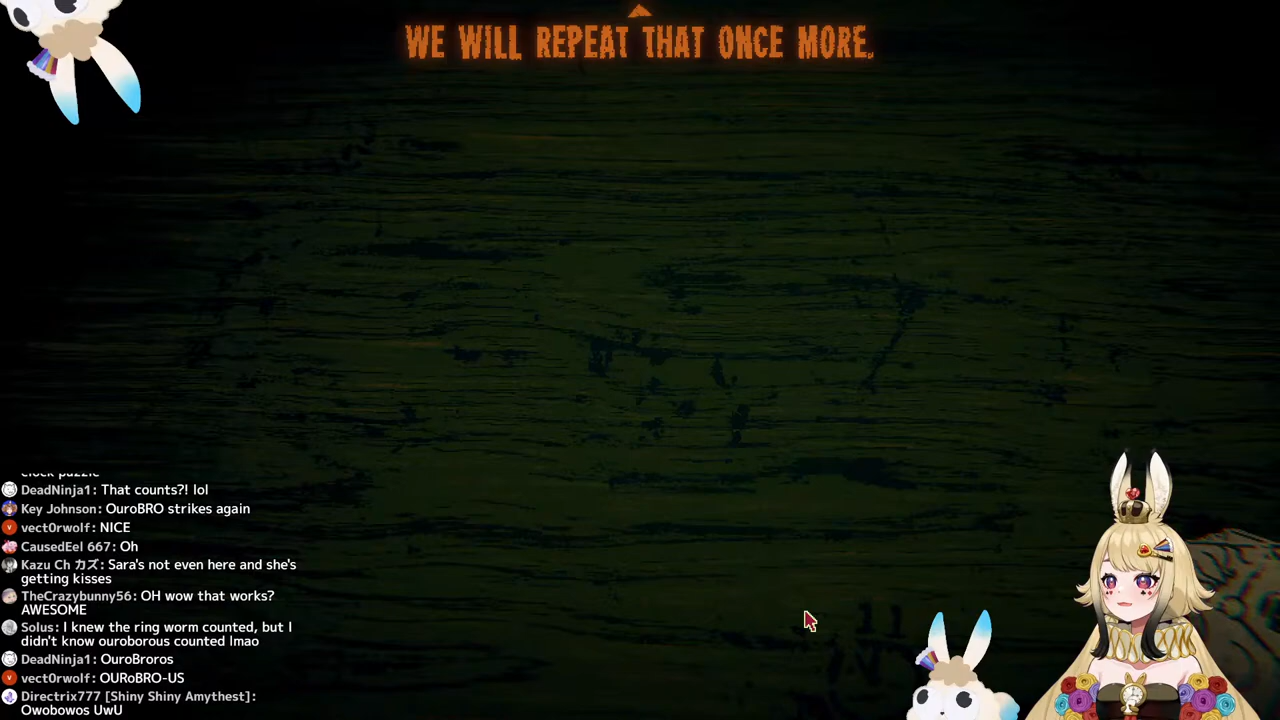 WE WILL REPEAT THAT ONCE MORE.
DeadNinja1: That counts?! lol
Key Johnson: OuroBRO strikes again
vect0rwolf: NICE
CausedEel 667: Oh
Kazu Ch カズ: Sara's not even here and she's
getting kisses
TheCrazybunny56: OH wow that works?
AWESOME
Solus: I knew the ring worm counted, but I
didn't know ouroborous counted lmao
DeadNinja1: OuroBroros
vect0rwolf: OURoBRO-US
Directrix777 [Shiny Shiny Amythest]:
Owobowos UwU